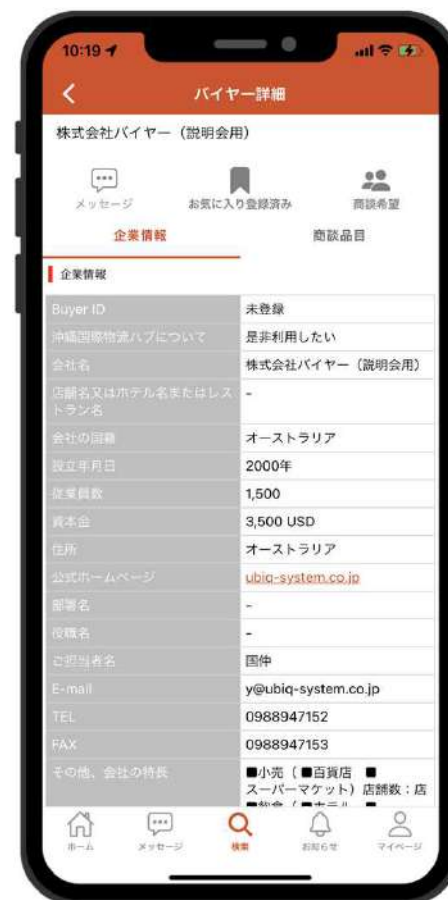 10:19
バイヤー詳細
株式会社バイヤー（説明会用）
メッセージ
お気に入り登録済み
商談希望
企業情報
商談品目
企業情報
Buyer ID
未登録
沖縄国際物流ハブについて
是非利用したい
会社名
株式会社バイヤー（説明会用）
店舗名又はホテル名またはレス
トラン名
-
会社の国籍
オーストラリア
設立年月日
2000年
従業員数
1,500
資本金
3,500 USD
住所
オーストラリア
公式ホームページ
ubiq-system.co.jp
部署名
-
役職名
-
ご担当者名
国仲
E-mail
y@ubiq-system.co.jp
TEL
0988947152
FAX
0988947153
その他、会社の特長
■小売（ ■百貨店　■
スーパーマーケット）店舗数：店
■飲食（ ■ホテル　■
ホーム
メッセージ
検索
お知らせ
マイページ